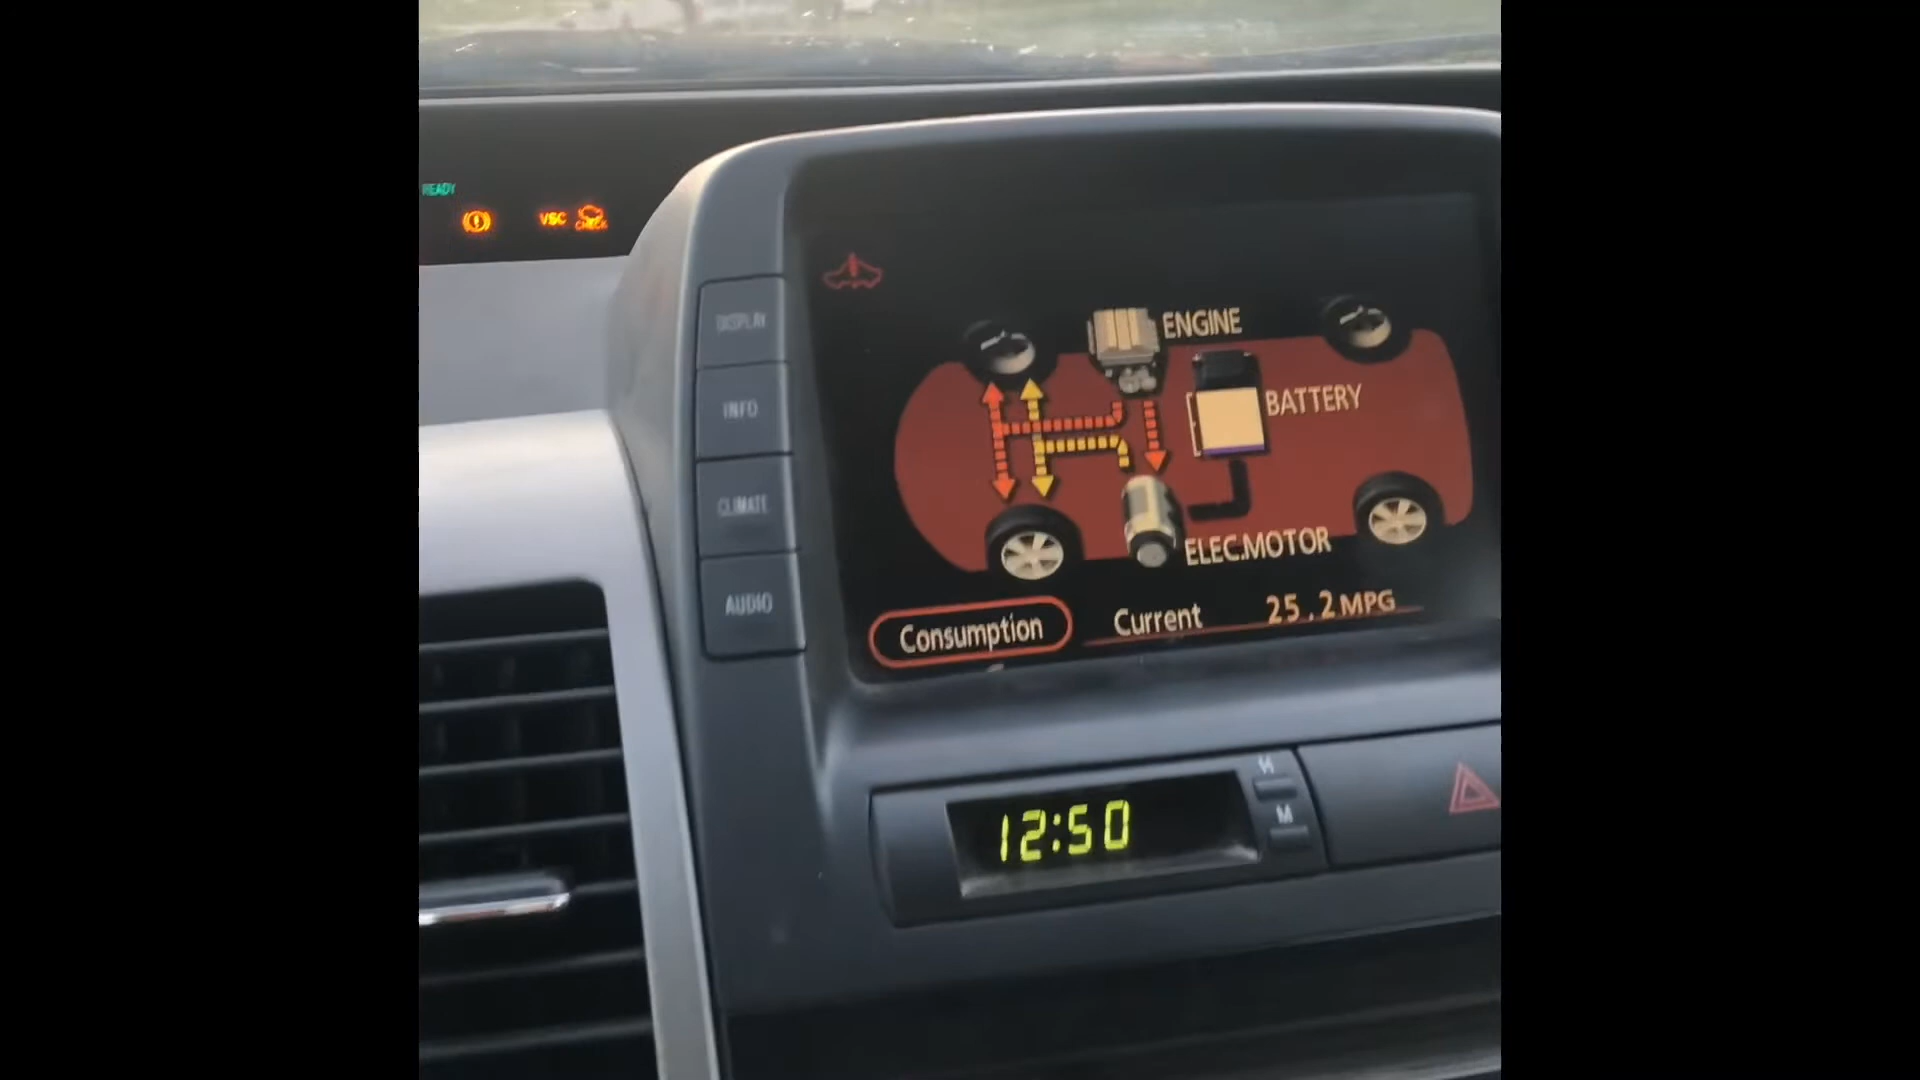 READY
VSC
CHECK
DISPLAY
INFO
CLIMATE
AUDIO
ENGINE
BATTERY
ELEC.MOTOR
Consumption
Current 25.2 MPG
12:50
H
M